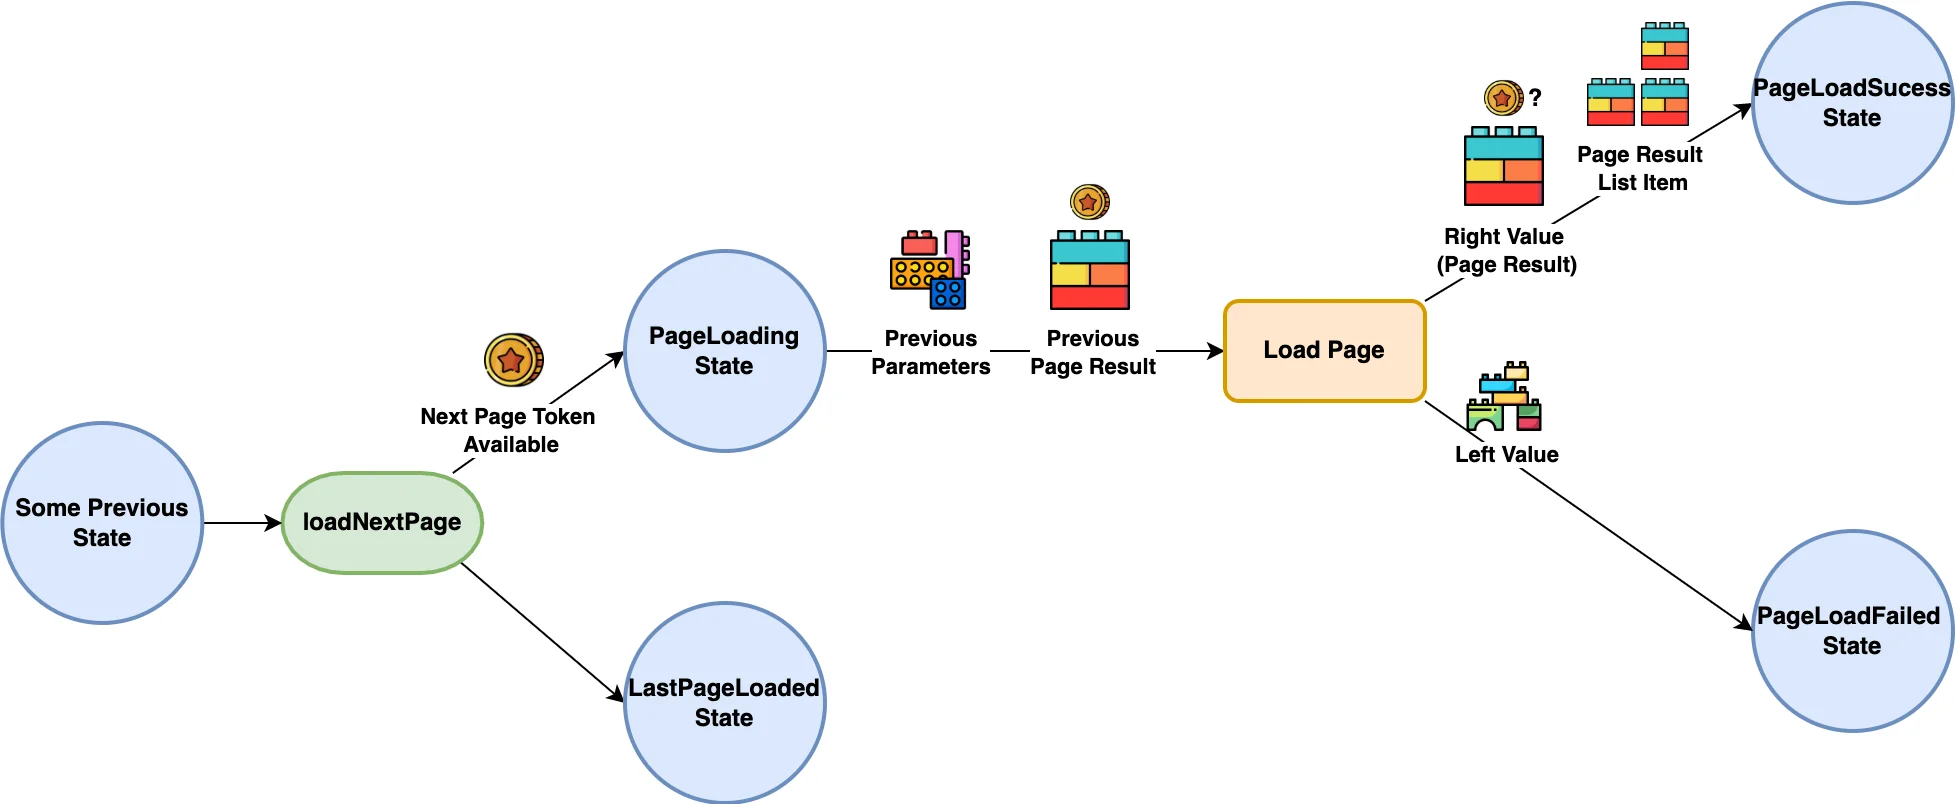 Some Previous
State
loadNextPage
Next Page Token
Available
PageLoading
State
LastPageLoaded
State
Previous
Parameters
Previous
Page Result
Load Page
?
Right Value
(Page Result)
Page Result
List Item
PageLoadSucess
State
Left Value
PageLoadFailed
State